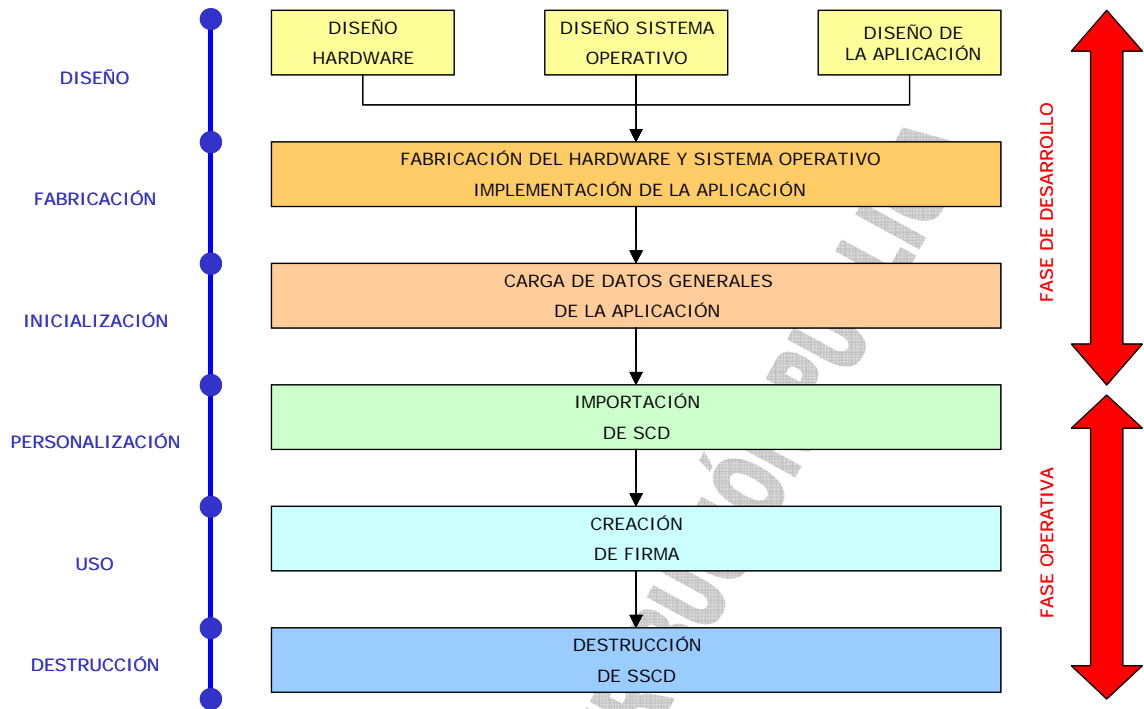 DISEÑO
HARDWARE
DISEÑO SISTEMA
OPERATIVO
DISEÑO DE
LA APLICACIÓN
DISEÑO
FABRICACIÓN DEL HARDWARE Y SISTEMA OPERATIVO
IMPLEMENTACIÓN DE LA APLICACIÓN
FABRICACIÓN
FASE DE DESARROLLO
CARGA DE DATOS GENERALES
DE LA APLICACIÓN
INICIALIZACIÓN
IMPORTACIÓN
DE SCD
PERSONALIZACIÓN
CREACIÓN
DE FIRMA
USO
FASE OPERATIVA
DESTRUCCIÓN
DE SSCD
DESTRUCCIÓN